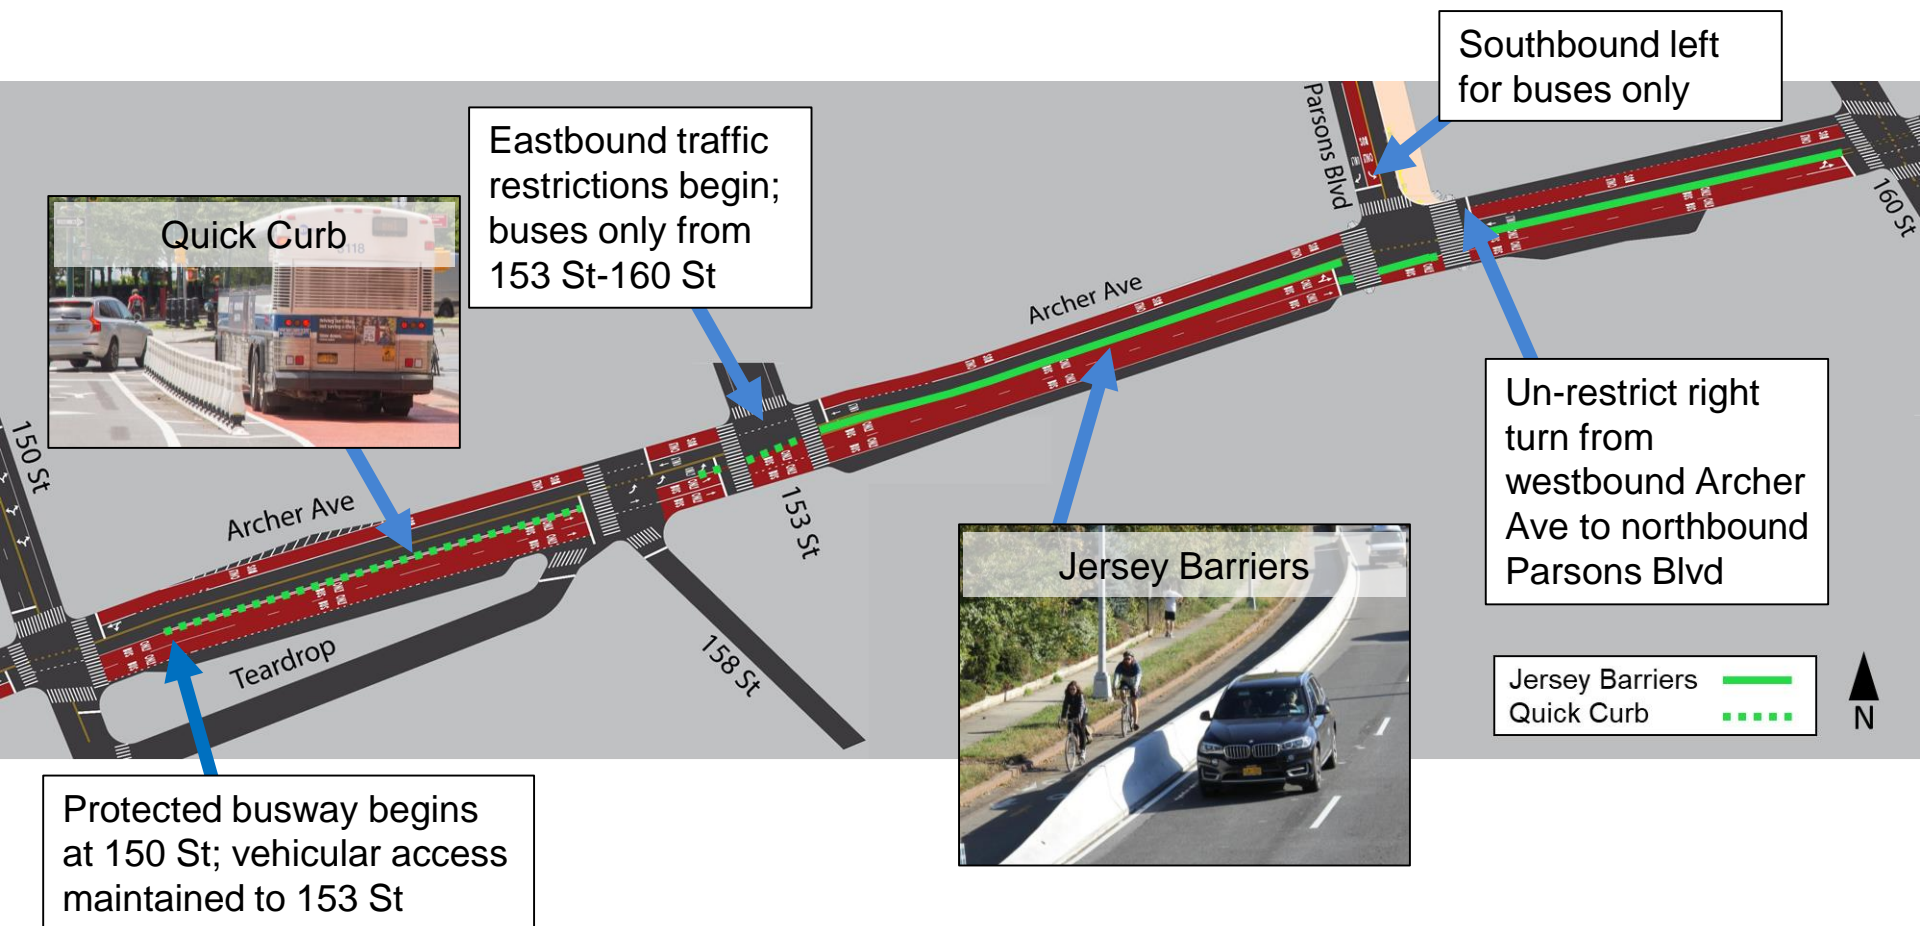 Southbound left
for buses only
Eastbound traffic
restrictions begin;
buses only from
153 St-160 St
Quick Curb
Parsons Blvd
160 St
Archer Ave
Un-restrict right
turn from
westbound Archer
Ave to northbound
Parsons Blvd
150 St
Archer Ave
153 St
Jersey Barriers
Teardrop
158 St
Jersey Barriers
Quick Curb
N
Protected busway begins
at 150 St; vehicular access
maintained to 153 St